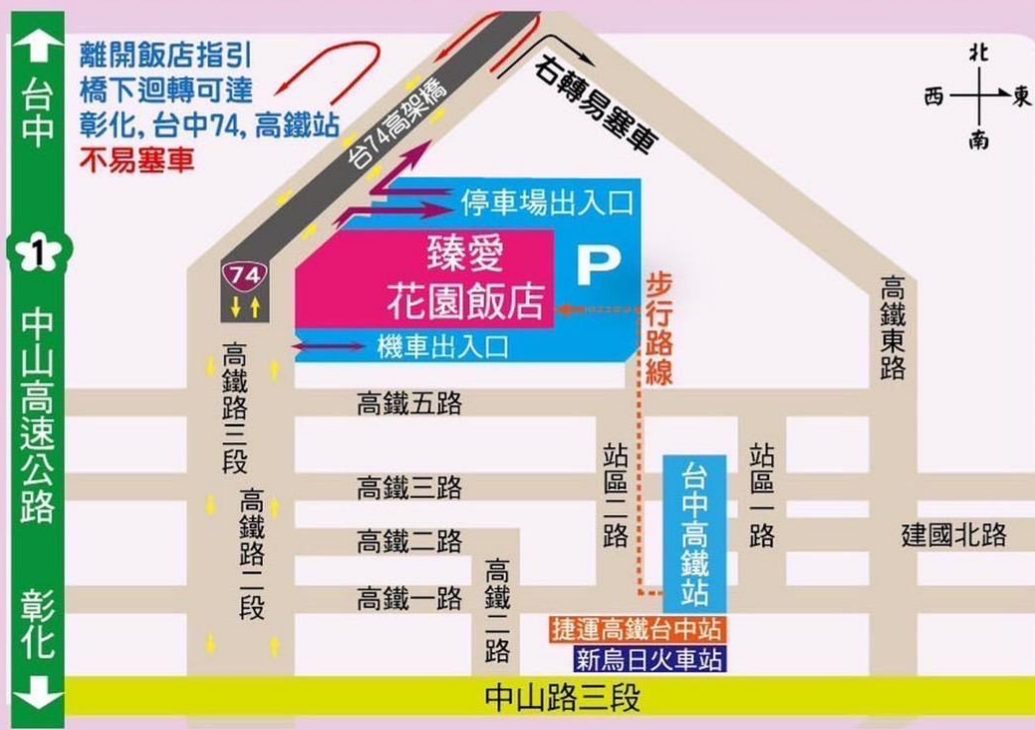 台中
1
中山高速公路
彰化
離開飯店指引
橋下迴轉可達
彰化, 台中74, 高鐵站
不易塞車
台74高架橋
右轉易塞車
北
西
東
南
停車場出入口
臻愛
花園飯店
P
74
機車出入口
步行路線
高鐵東路
高鐵路三段
高鐵五路
高鐵三路
站區二路
台中高鐵站
站區一路
高鐵路二段
高鐵二路
建國北路
高鐵一路
高鐵二路
捷運高鐵台中站
新烏日火車站
中山路三段